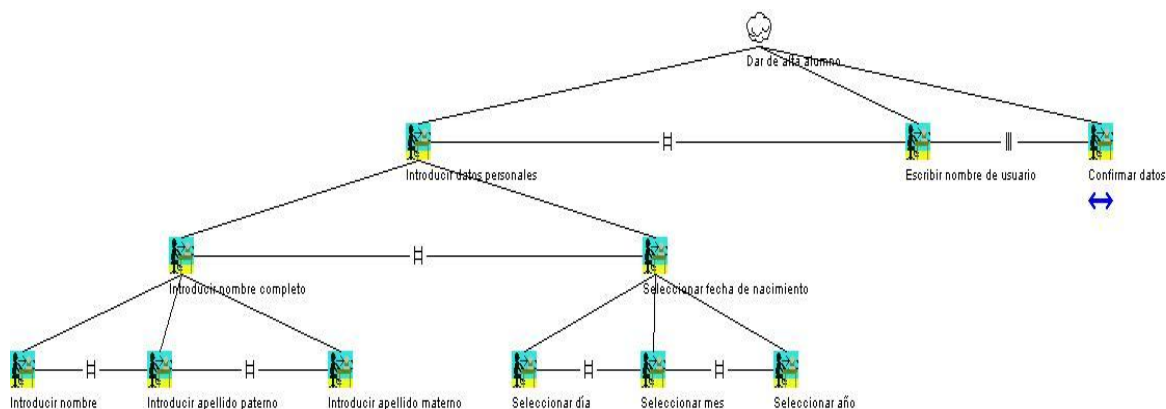 Dar de alta alumno
Introducir datos personales
Escribir nombre de usuario
Confirmar datos
Introducir nombre completo
Seleccionar fecha de nacimiento
Introducir nombre
Introducir apellido paterno
Introducir apellido materno
Seleccionar día
Seleccionar mes
Seleccionar año